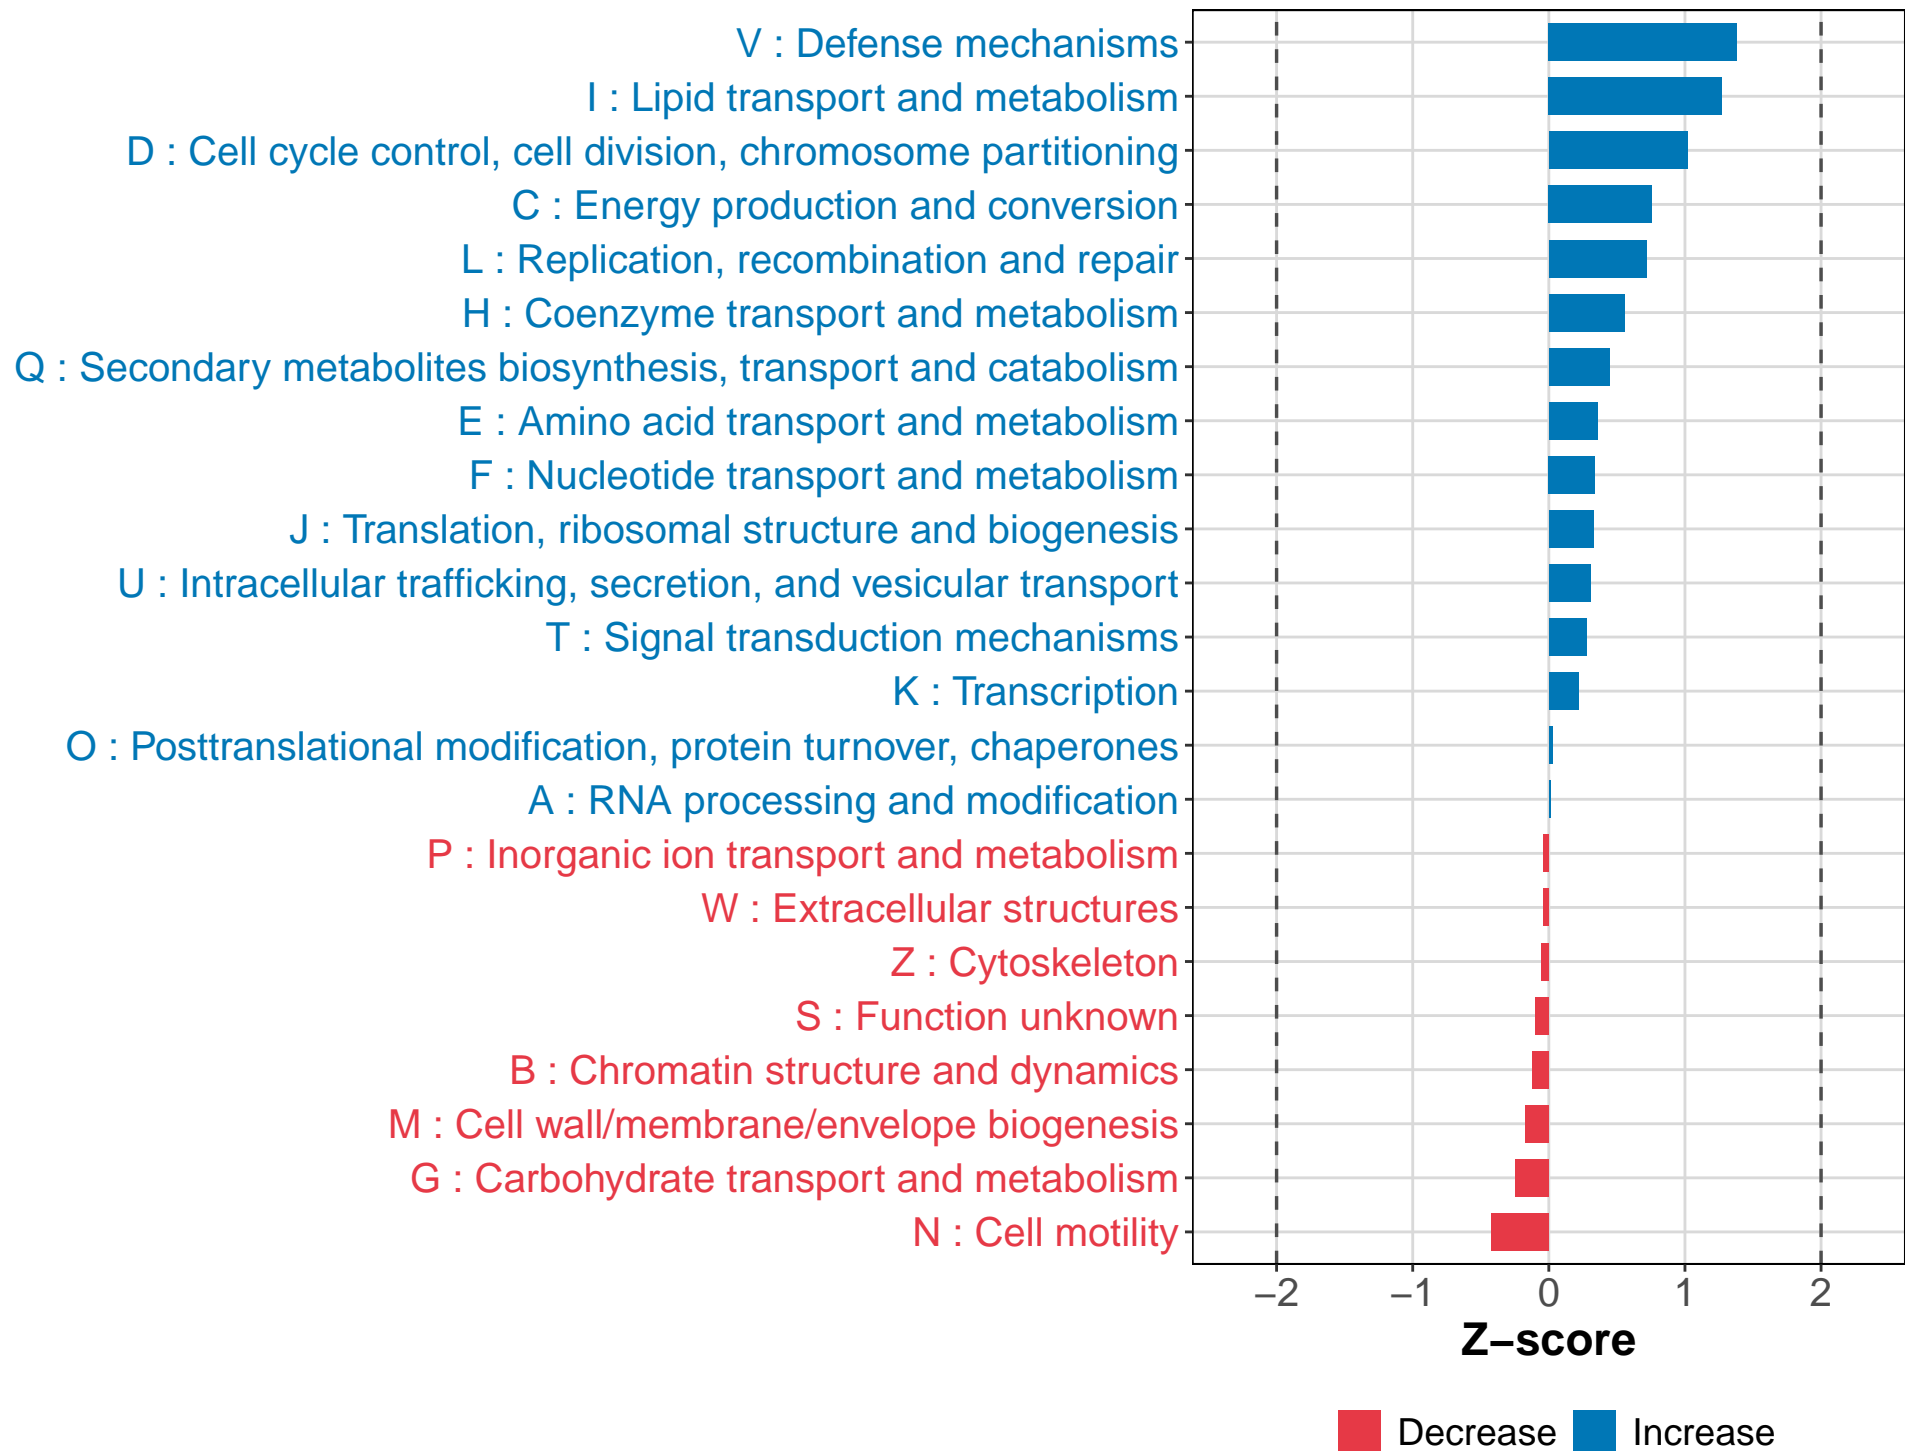 V : Defense mechanisms
I : Lipid transport and metabolism
D : Cell cycle control, cell division, chromosome partitioning
C : Energy production and conversion
L : Replication, recombination and repair
H : Coenzyme transport and metabolism
Q : Secondary metabolites biosynthesis, transport and catabolism
E : Amino acid transport and metabolism
F : Nucleotide transport and metabolism
J : Translation, ribosomal structure and biogenesis
U : Intracellular trafficking, secretion, and vesicular transport
T : Signal transduction mechanisms
K : Transcription
O : Posttranslational modification, protein turnover, chaperones
A : RNA processing and modification
P : Inorganic ion transport and metabolism
W : Extracellular structures
Z : Cytoskeleton
S : Function unknown
B : Chromatin structure and dynamics
M : Cell wall/membrane/envelope biogenesis
G : Carbohydrate transport and metabolism
N : Cell motility
−2 −1 0 1 2
Z−score
Decrease Increase